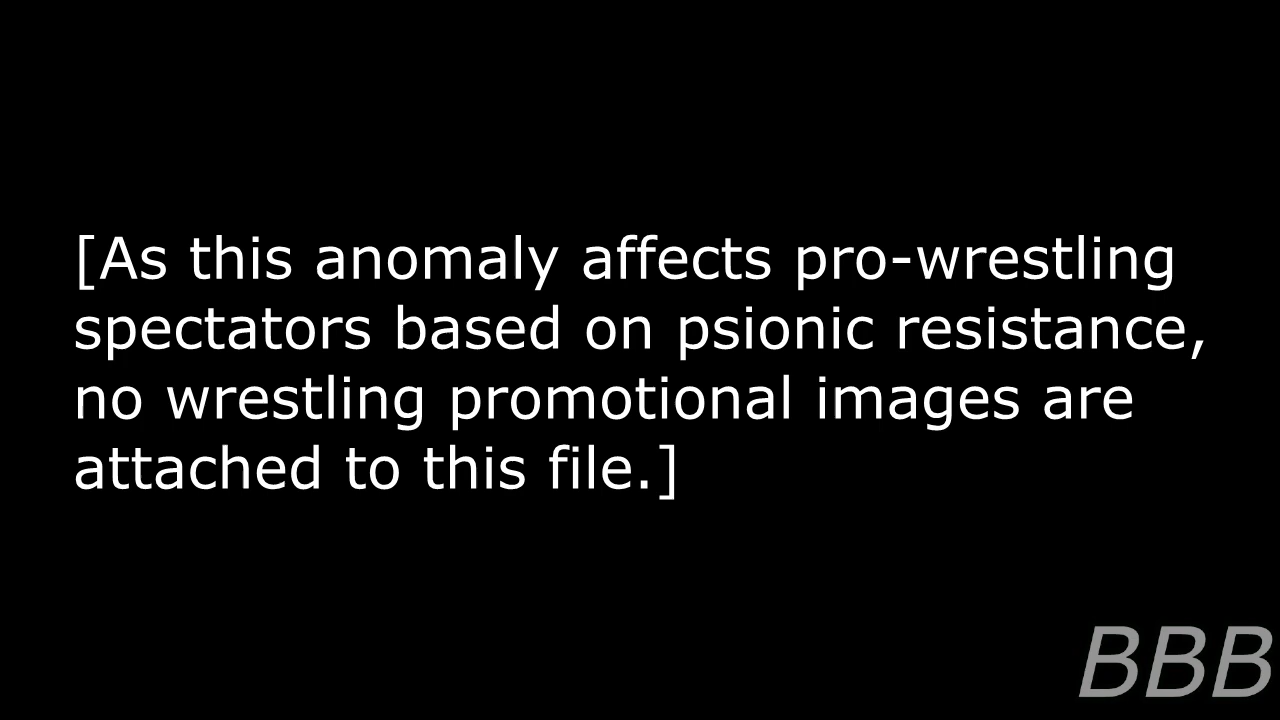 [As this anomaly affects pro-wrestling
spectators based on psionic resistance,
no wrestling promotional images are
attached to this file.]
BBB